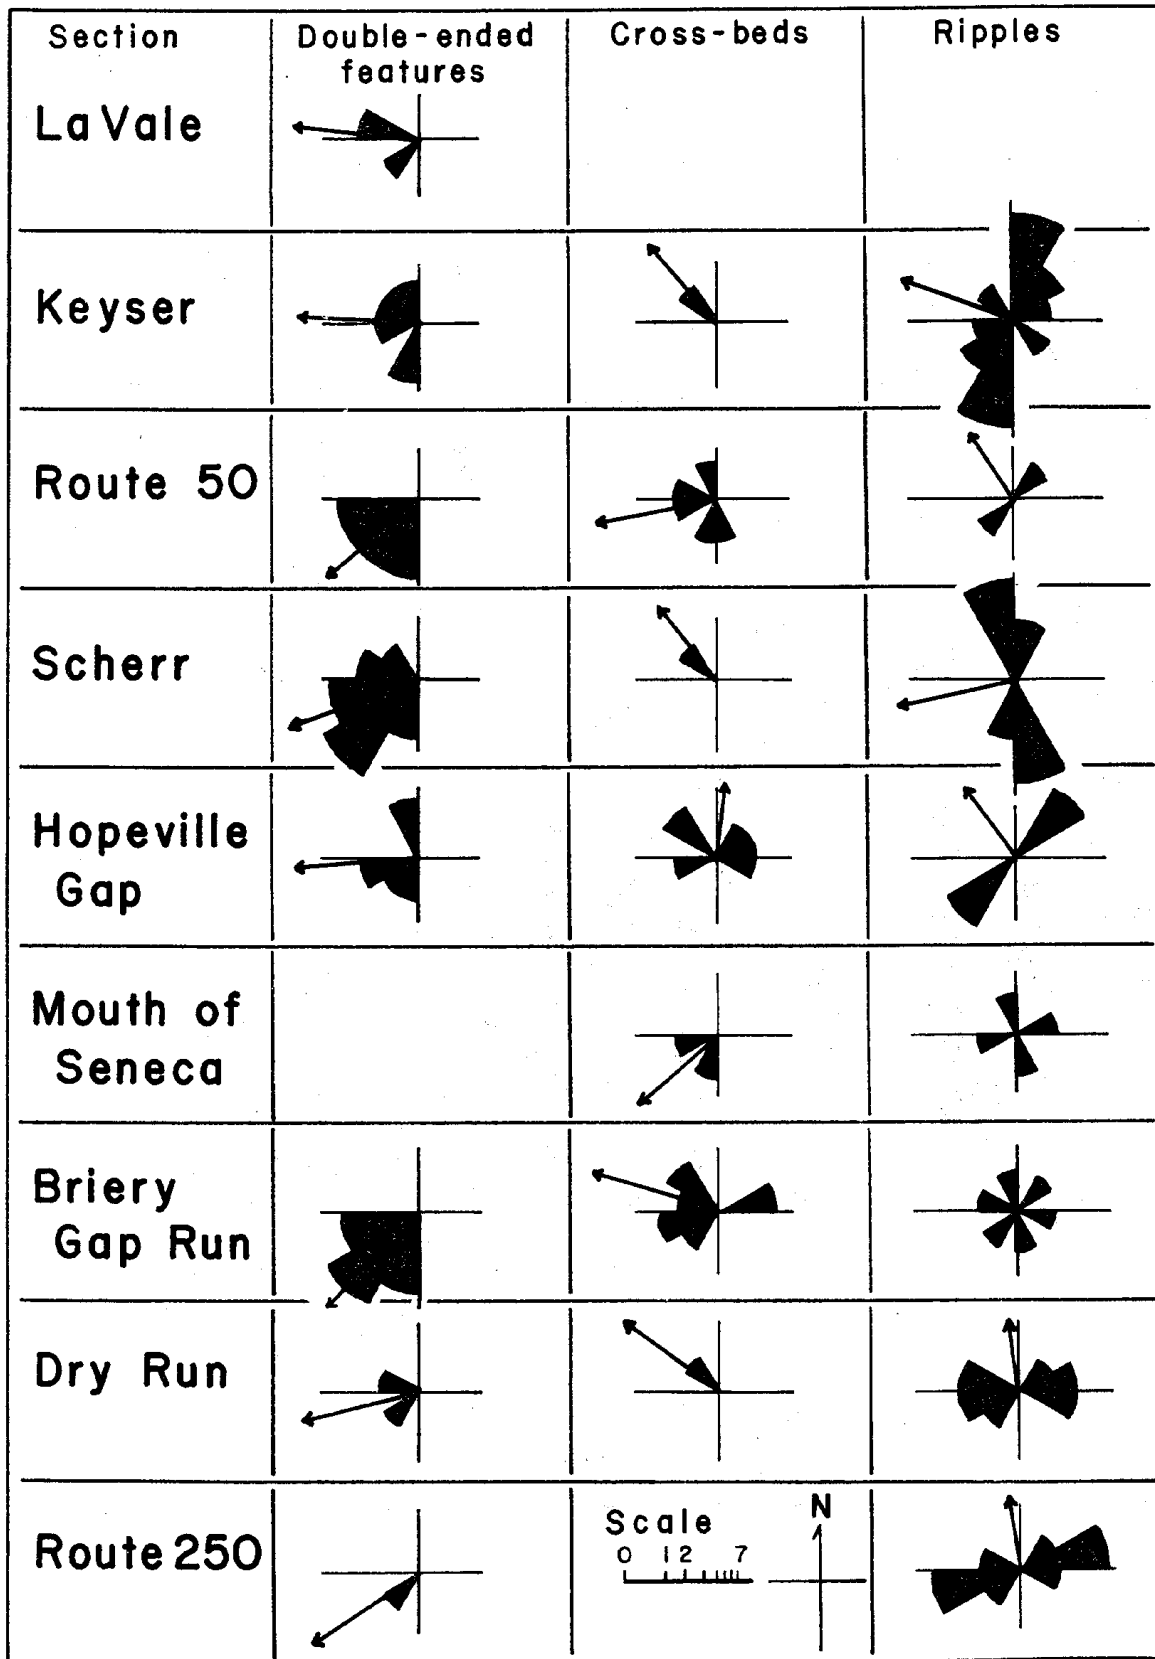 Section Double-ended features Cross-beds Ripples
La Vale
Keyser
Route 50
Scherr
Hopeville
Gap
Mouth of
Seneca
Briery
Gap Run
Dry Run
Route 250
Scale
N
0 1 2 7